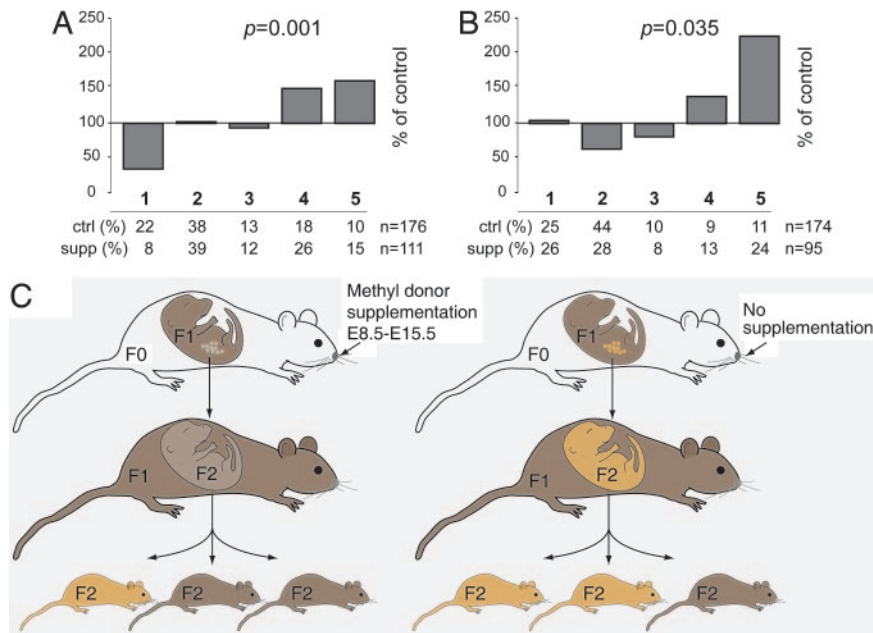 A
p=0.001
200
150
100
50
0
% of control
1 2 3 4 5
ctrl (%) 22 38 13 18 10 n=176
supp (%) 8 39 12 26 15 n=111
B
p=0.035
200
150
100
50
0
% of control
1 2 3 4 5
ctrl (%) 25 44 10 9 11 n=174
supp (%) 26 28 8 13 24 n=95
C
Methyl donor
supplementation
E8.5-E15.5
F1
F0
F1
F2
F2 F2 F2
No
supplementation
F1
F0
F1
F2
F2 F2 F2